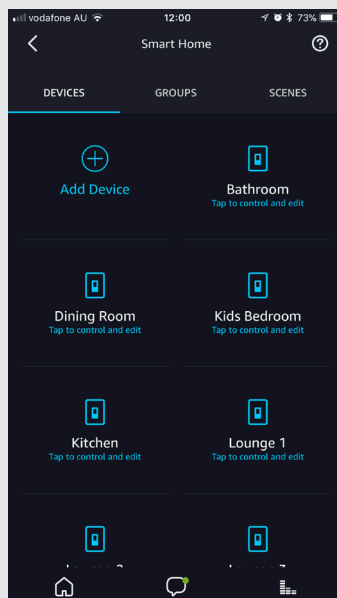 vodafone AU 12:00 73%
Smart Home
DEVICES GROUPS SCENES
Add Device
Bathroom
Tap to control and edit
Dining Room
Tap to control and edit
Kids Bedroom
Tap to control and edit
Kitchen
Tap to control and edit
Lounge 1
Tap to control and edit